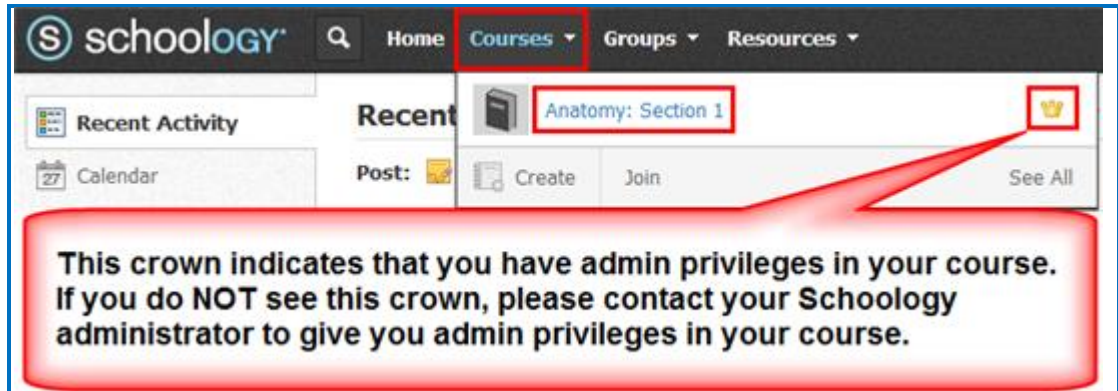 S schoology Home Courses Groups Resources
Anatomy: Section 1
Recent Activity Recent
27 Calendar Post: Create Join See All
This crown indicates that you have admin privileges in your course.
If you do NOT see this crown, please contact your Schoology
administrator to give you admin privileges in your course.